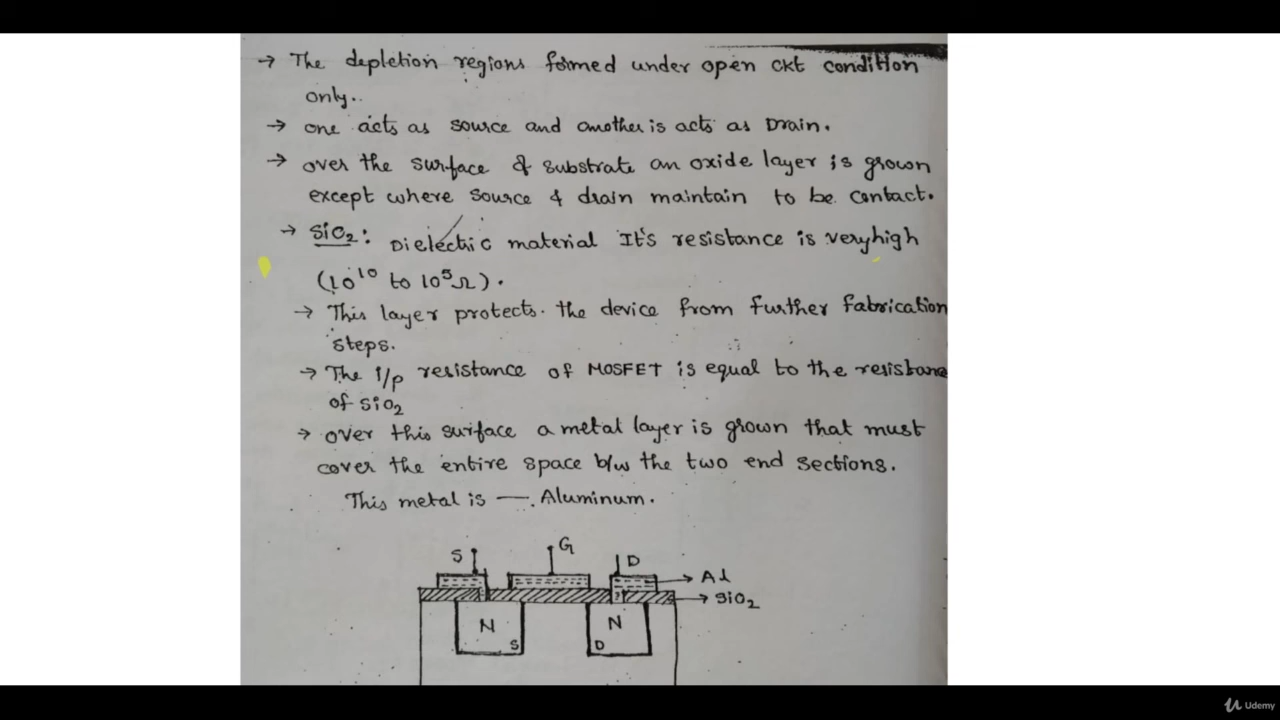 → The depletion regions formed under open ckt condition
only..
→ one acts as source and another is acts as Drain.
→ over the surface of substrate an oxide layer is grown
except where source & drain maintain to be contact.
→ SiO2: Dielectric material It's resistance is very high
(10^10 to 10^5 Ω).
→ This layer protects. the device from further fabrication
steps.
→ The i/p resistance of MOSFET is equal to the resistance
of SiO2
→ over this surface a metal layer is grown that must
cover the entire space b/w the two end sections.
This metal is —. Aluminum.
S G D
→ Al
→ SiO2
N N
S D
Udemy